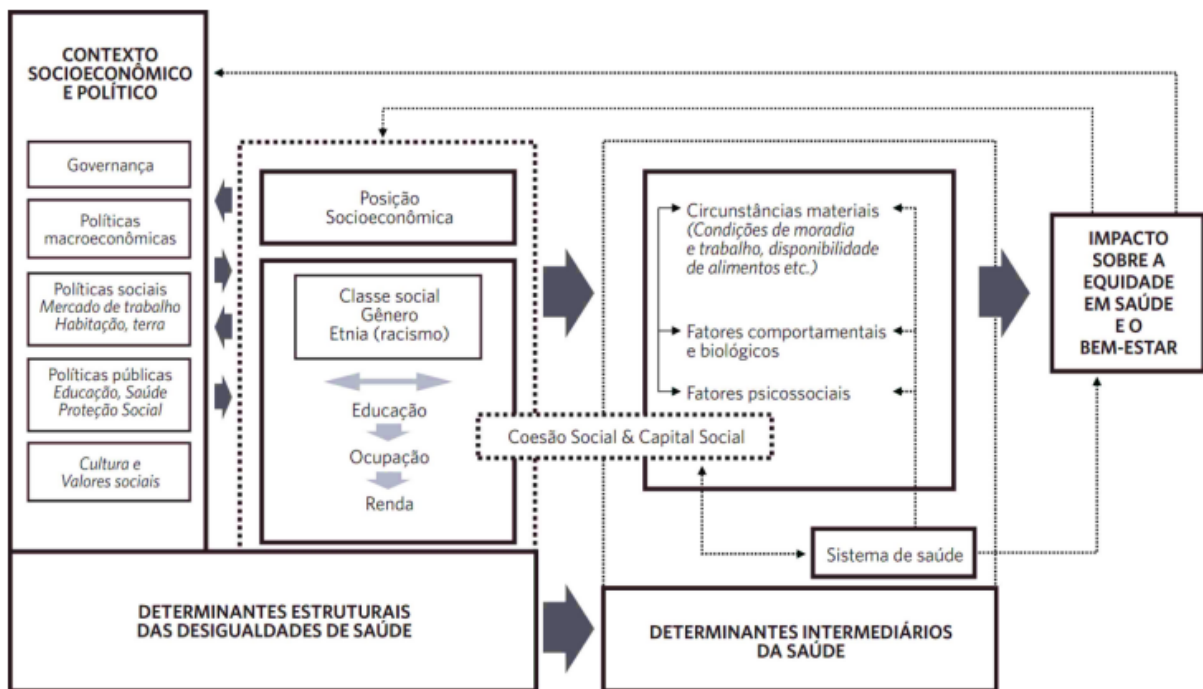 CONTEXTO
SOCIOECONÔMICO
E POLÍTICO
Governança
Políticas
macroeconômicas
Políticas sociais
Mercado de trabalho
Habitação, terra
Políticas públicas
Educação, Saúde
Proteção Social
Cultura e
Valores sociais
Posição
Socioeconômica
Classe social
Gênero
Etnia (racismo)
Educação
Ocupação
Renda
Coesão Social & Capital Social
Circunstâncias materiais
(Condições de moradia
e trabalho, disponibilidade
de alimentos etc.)
Fatores comportamentais
e biológicos
Fatores psicossociais
Sistema de saúde
IMPACTO
SOBRE A
EQUIDADE
EM SAÚDE
E O
BEM-ESTAR
DETERMINANTES ESTRUTURAIS
DAS DESIGUALDADES DE SAÚDE
DETERMINANTES INTERMEDIÁRIOS
DA SAÚDE